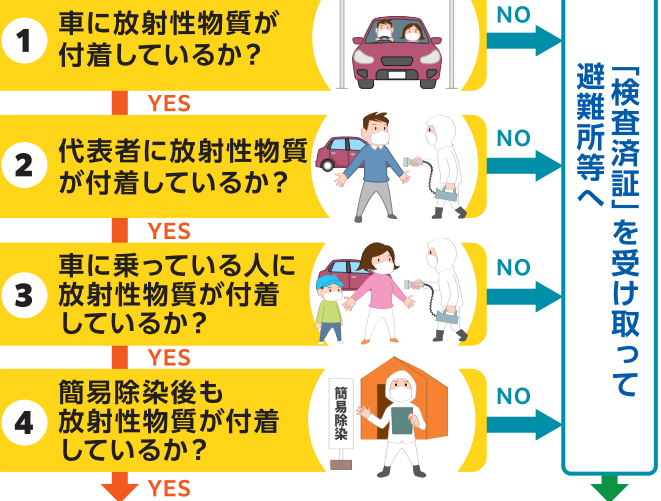 1
車に放射性物質が
付着しているか？
NO
YES
2
代表者に放射性物質
が付着しているか？
NO
YES
3
車に乗っている人に
放射性物質が付着
しているか？
NO
YES
4
簡易除染後も
放射性物質が付着
しているか？
簡易除染
NO
YES
「検査済証」を受け取って
避難所等へ